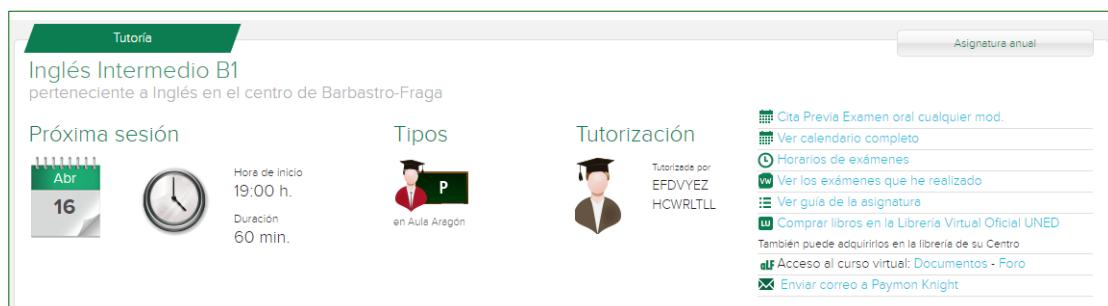 Tutoría
Asignatura anual
Inglés Intermedio B1
perteneciente a Inglés en el centro de Barbastro-Fraga
Próxima sesión
Abr
16
Hora de inicio
19:00 h.
Duración
60 min.
Tipos
P
en Aula Aragón
Tutorización
Tutorizada por
EFDVYEZ
HCWRLTLL
Cita Previa Examen oral cualquier mod.
Ver calendario completo
Horarios de exámenes
VW Ver los exámenes que he realizado
Ver guía de la asignatura
LU Comprar libros en la Librería Virtual Oficial UNED
También puede adquirirlos en la librería de su Centro
aLF Acceso al curso virtual: Documentos - Foro
Enviar correo a Paymon Knight